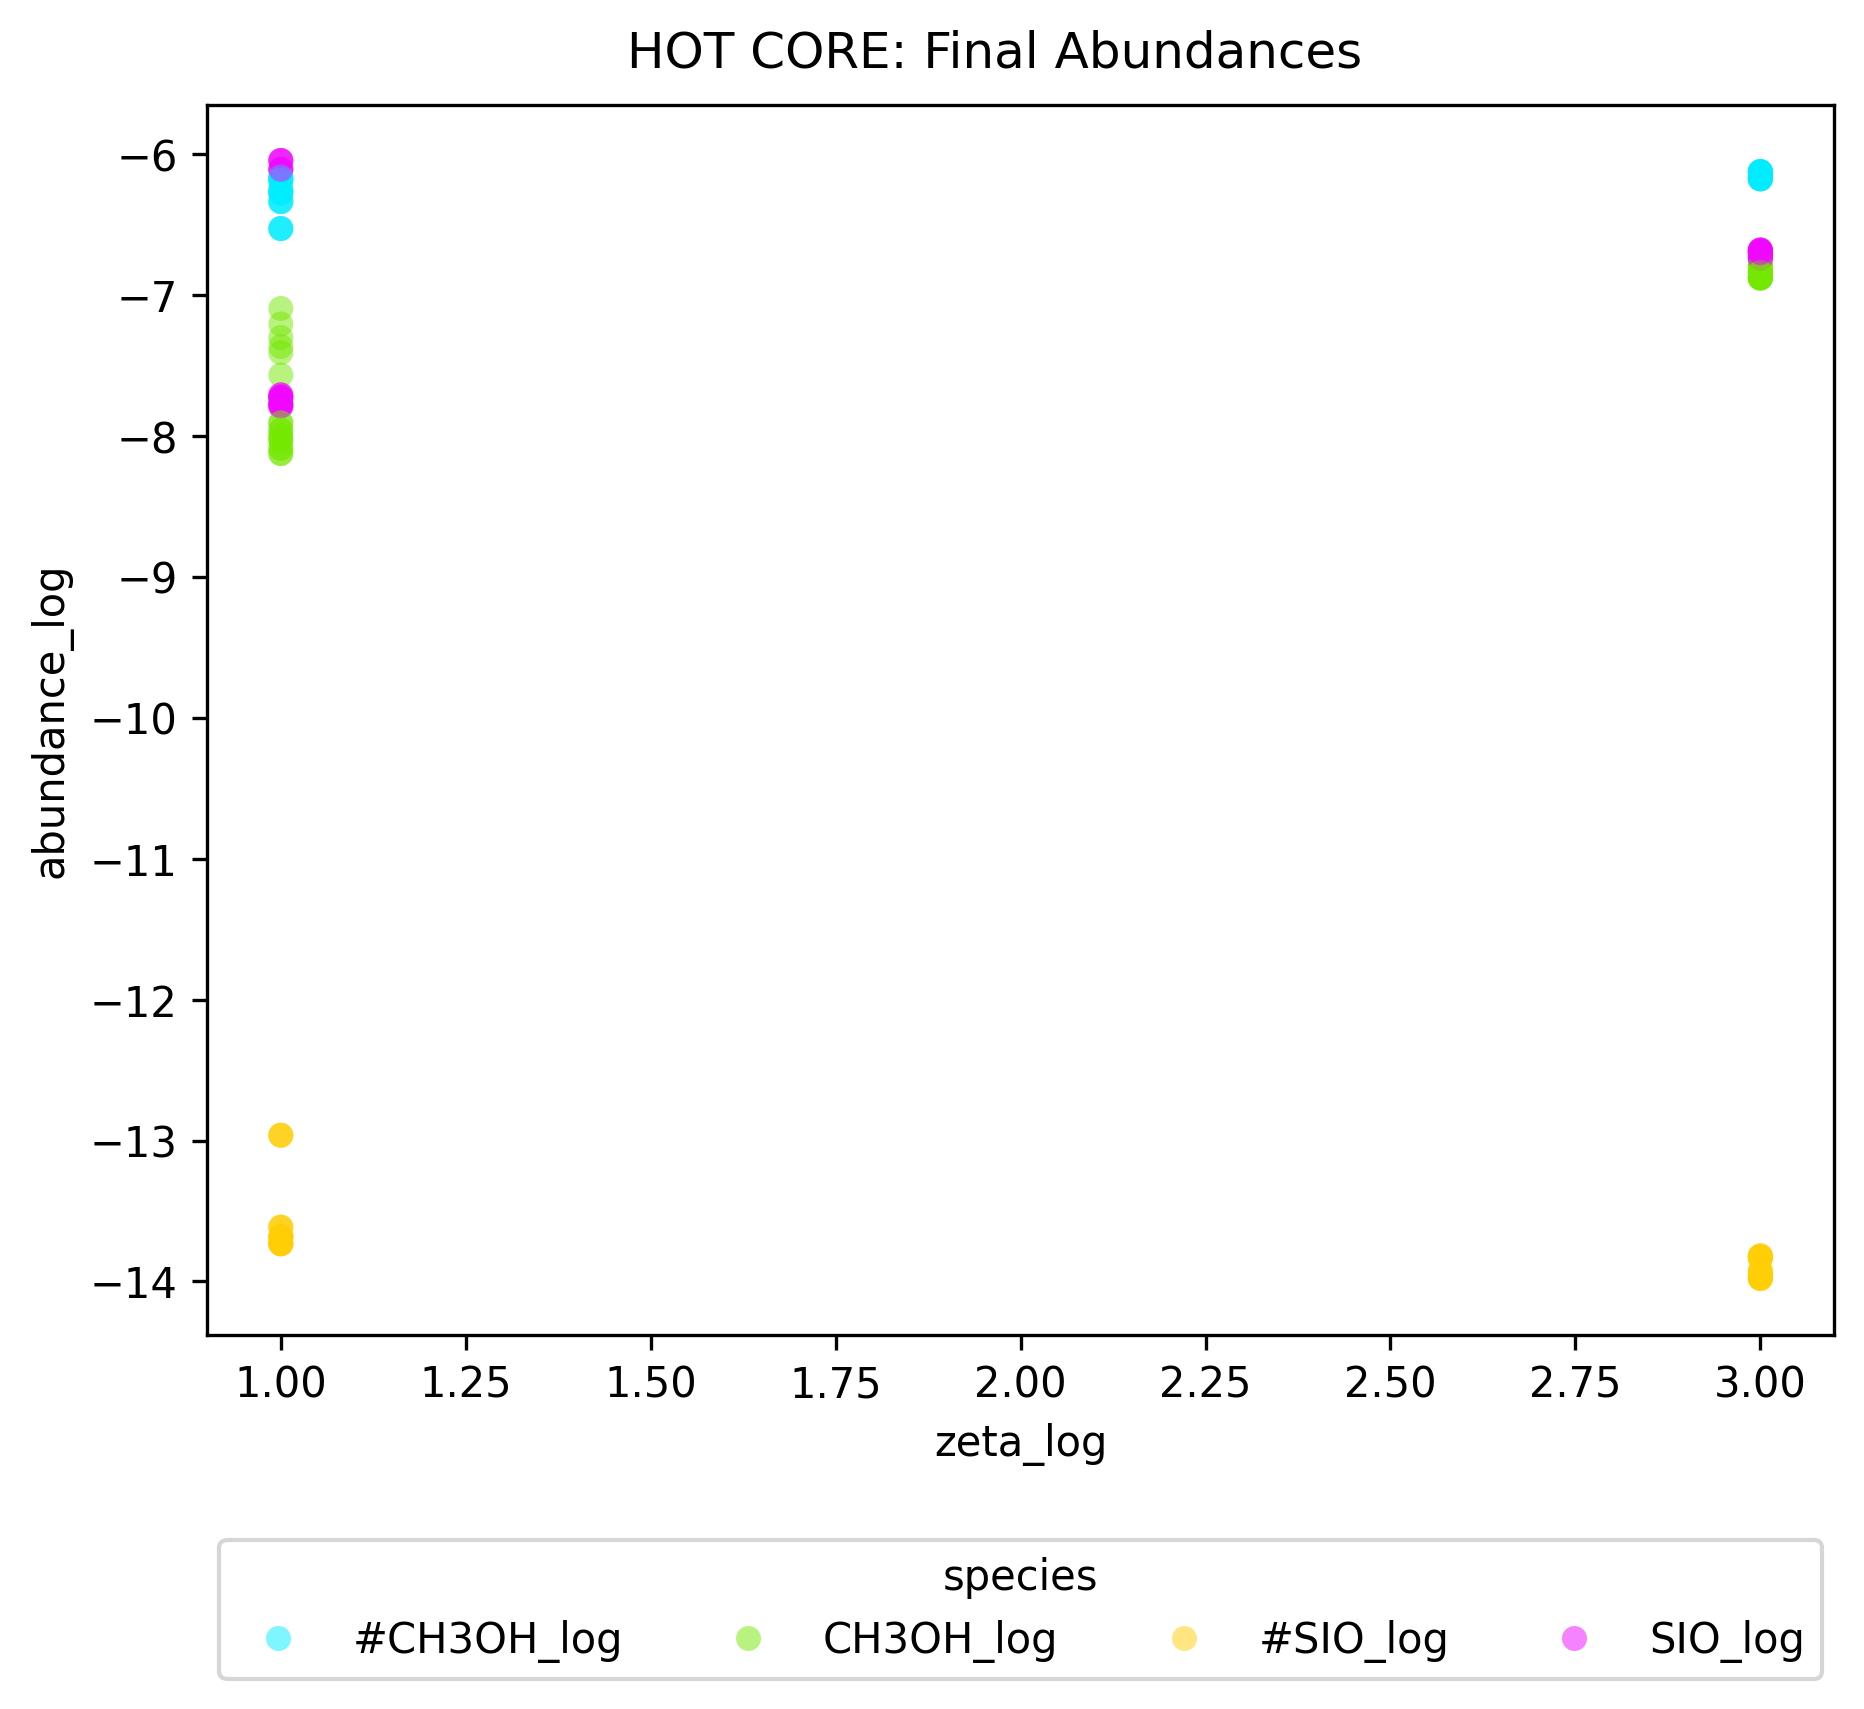 HOT CORE: Final Abundances
−6
−7
−8
−9
−10
−11
−12
−13
−14
abundance_log
1.00 1.25 1.50 1.75 2.00 2.25 2.50 2.75 3.00
zeta_log
species
#CH3OH_log CH3OH_log #SIO_log SIO_log